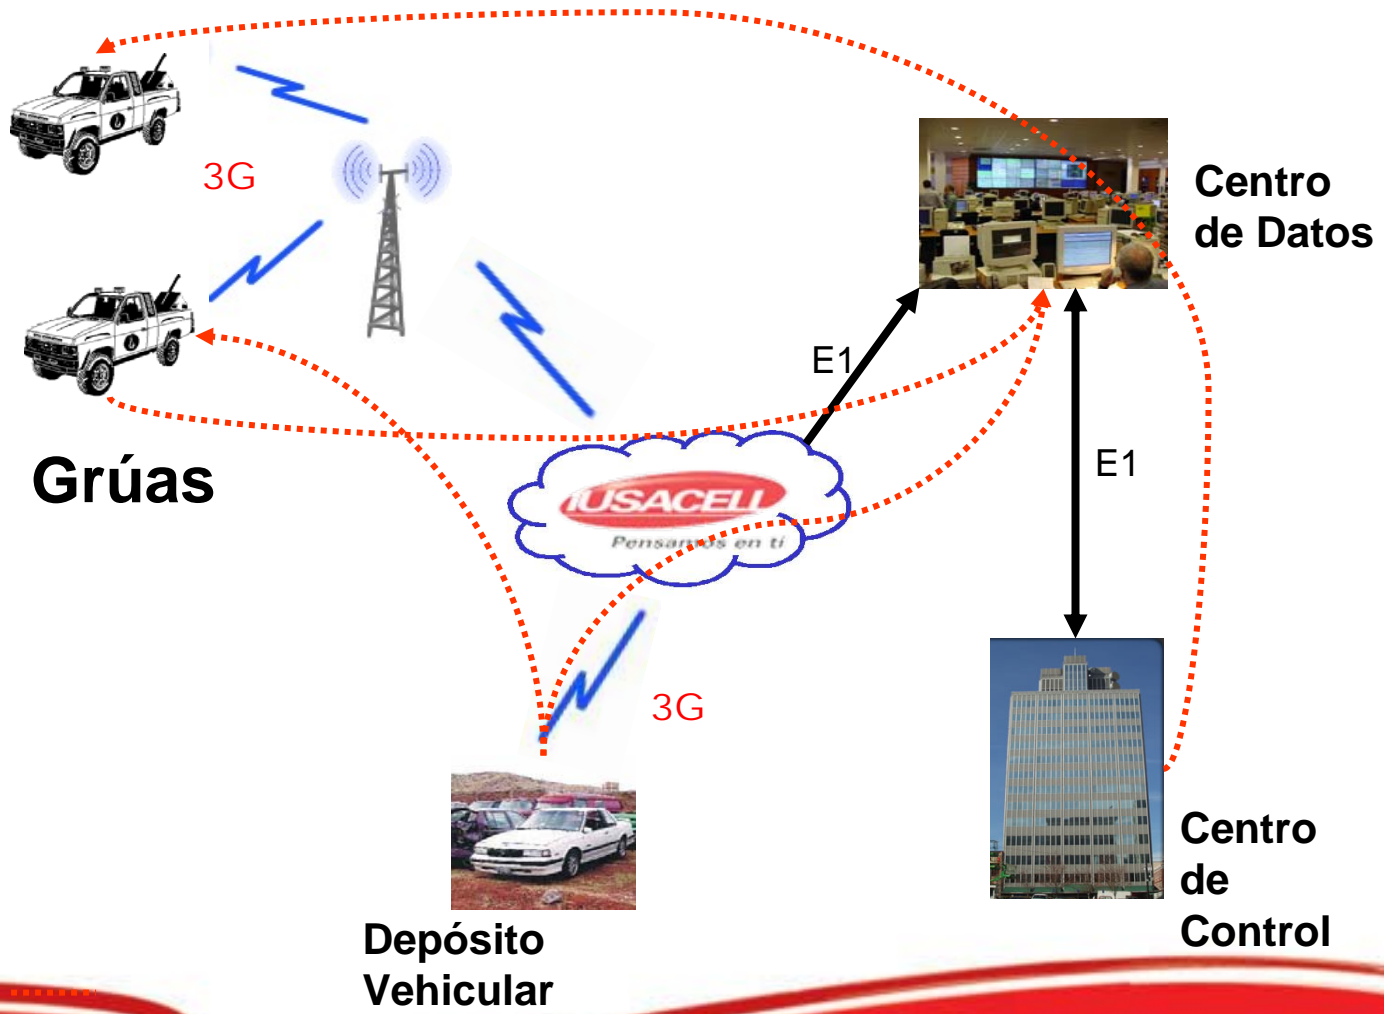 3G
Centro
de Datos
E1
Grúas
E1
IUSACELL
Pensamos en ti
3G
Centro
de
Control
Depósito
Vehicular